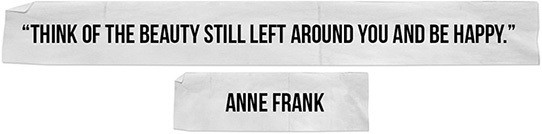 “THINK OF THE BEAUTY STILL LEFT AROUND YOU AND BE HAPPY.”
ANNE FRANK